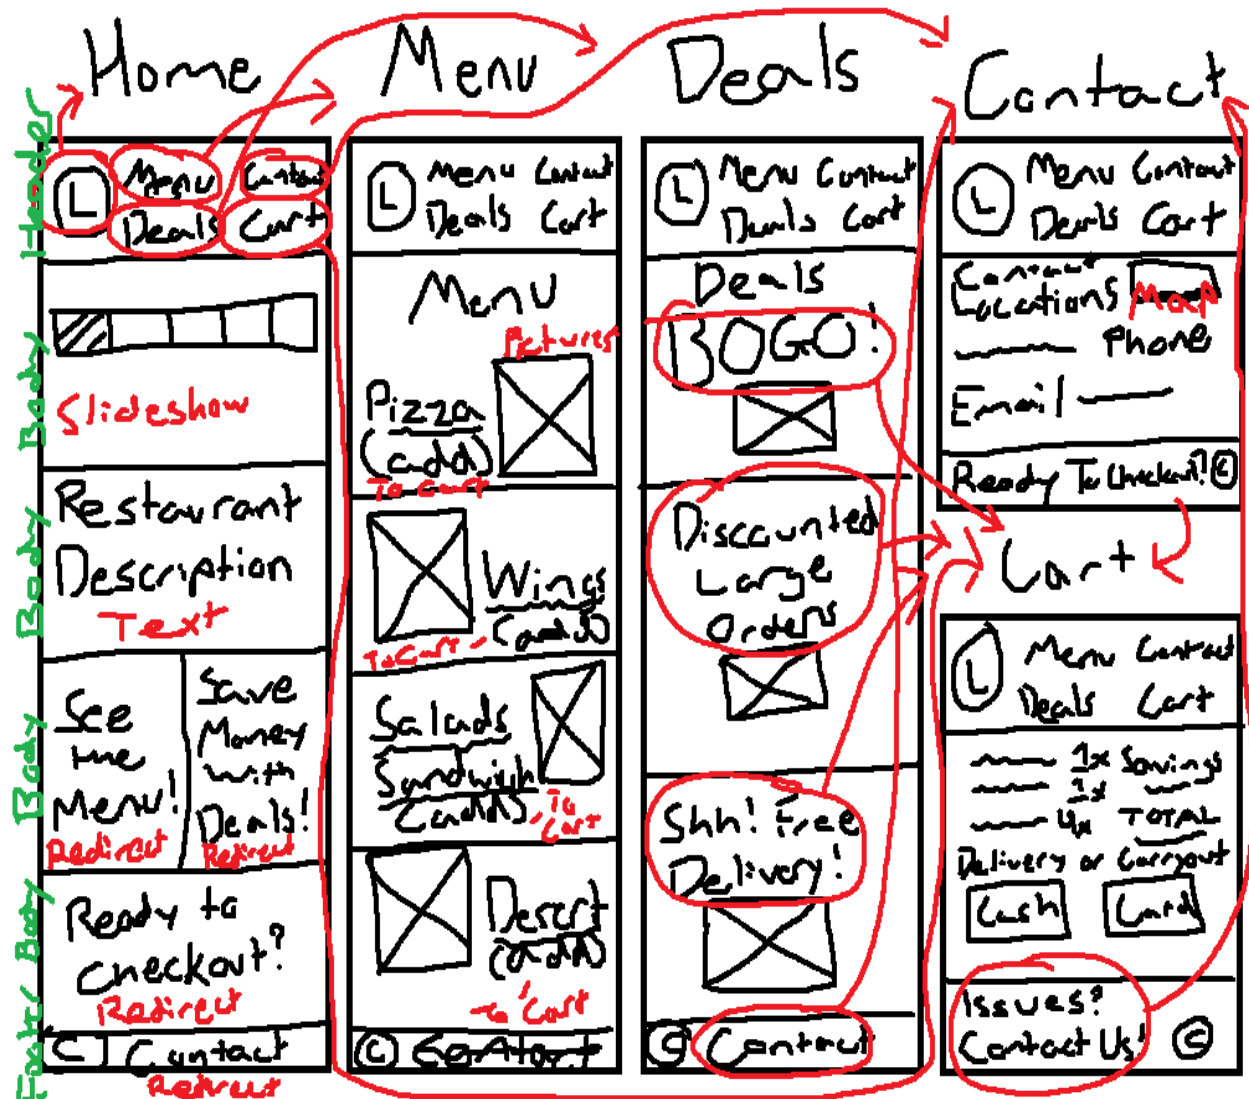 Home
Header
L
Menu
Contact
Deals
Cart
Body
Slideshow
Body
Restaurant
Description
Text
Body
See
the
Menu!
Redirect
Save
Money
with
Deals!
Redirect
Body
Ready to
checkout?
Redirect
Footer
C
Contact
Redirect
Menu
L
Menu Contact
Deals Cart
Menu
Pictures
Pizza
(add)
To Cart
Wings
(add)
To Cart
Salads
Sandwich
(add)
To
Cart
Desert
(add)
to Cart
C
Contact
Deals
L
Menu Contact
Deals Cart
Deals
BOGO!
Discounted
Large
Orders
Shh! Free
Delivery!
C
Contact
Contact
L
Menu Contact
Deals Cart
Contact
Locations
Map
Phone
Email
Ready To Checkout? C
Cart
L
Menu Contact
Deals Cart
1x Savings
1x
4x TOTAL
Delivery or Carryout
Cash
Card
Issues?
Contact Us!
C